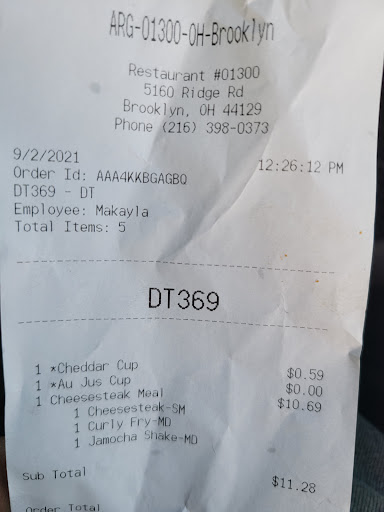 ARG-01300-OH-Brooklyn
Restaurant #01300
5160 Ridge Rd
Brooklyn, OH 44129
Phone (216) 398-0373
9/2/2021 12:26:12 PM
Order Id: AAA4KKBGAGBQ
DT369 - DT
Employee: Makayla
Total Items: 5
DT369
1 *Cheddar Cup $0.59
1 *Au Jus Cup $0.00
1 Cheesesteak Meal $10.69
1 Cheesesteak-SM
1 Curly Fry-MD
1 Jamocha Shake-MD
Sub Total $11.28
Order Total